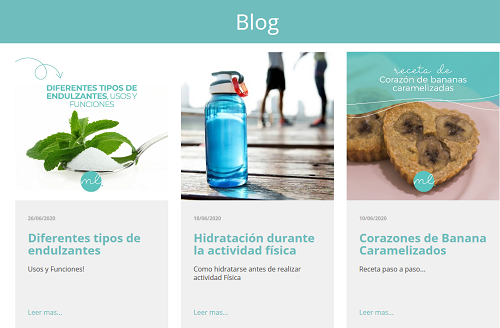 Blog
DIFERENTES TIPOS DE
ENDULZANTES, USOS Y
FUNCIONES
ml
receta de
Corazón de bananas
caramelizadas
ml
26/06/2020
Diferentes tipos de
endulzantes
Usos y Funciones!
Leer mas...
18/06/2020
Hidratación durante
la actividad física
Como hidratarse antes de realizar
actividad Física
Leer mas...
10/06/2020
Corazones de Banana
Caramelizados
Receta paso a paso...
Leer mas...